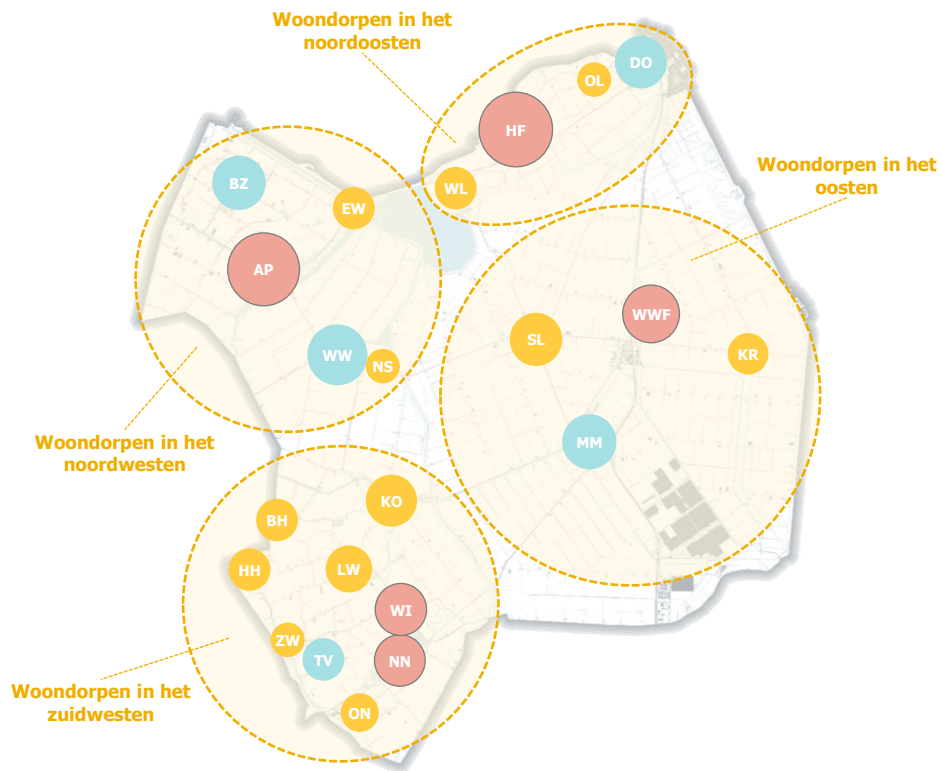 Woondorpen in het
noordoosten
DO
OL
HF
WL
Woondorpen in het
oosten
BZ
EW
AP
WW
NS
WWF
SL
KR
MM
Woondorpen in het
noordwesten
KO
BH
HH
LW
WI
ZW
TV
NN
ON
Woondorpen in het
zuidwesten